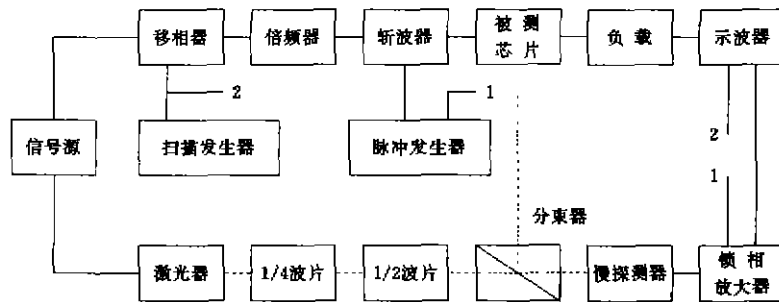 移相器
倍频器
斩波器
被测
芯片
负载
示波器
2
1
信号源
扫描发生器
脉冲发生器
2
1
分束器
激光器
1/4波片
1/2波片
慢探测器
锁相
放大器